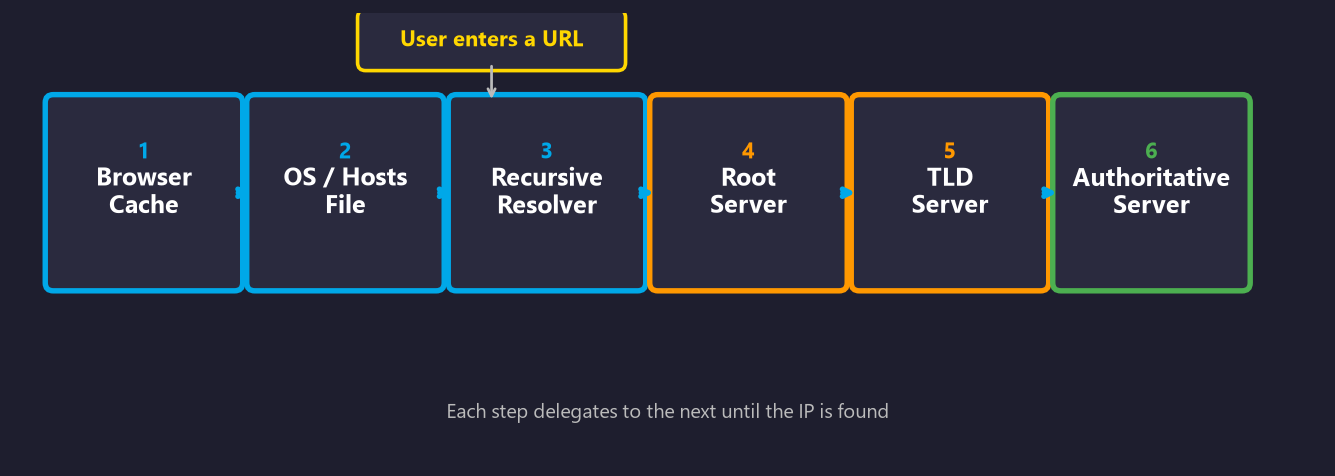 User enters a URL
1
Browser
Cache
2
OS / Hosts
File
3
Recursive
Resolver
4
Root
Server
5
TLD
Server
6
Authoritative
Server
Each step delegates to the next until the IP is found